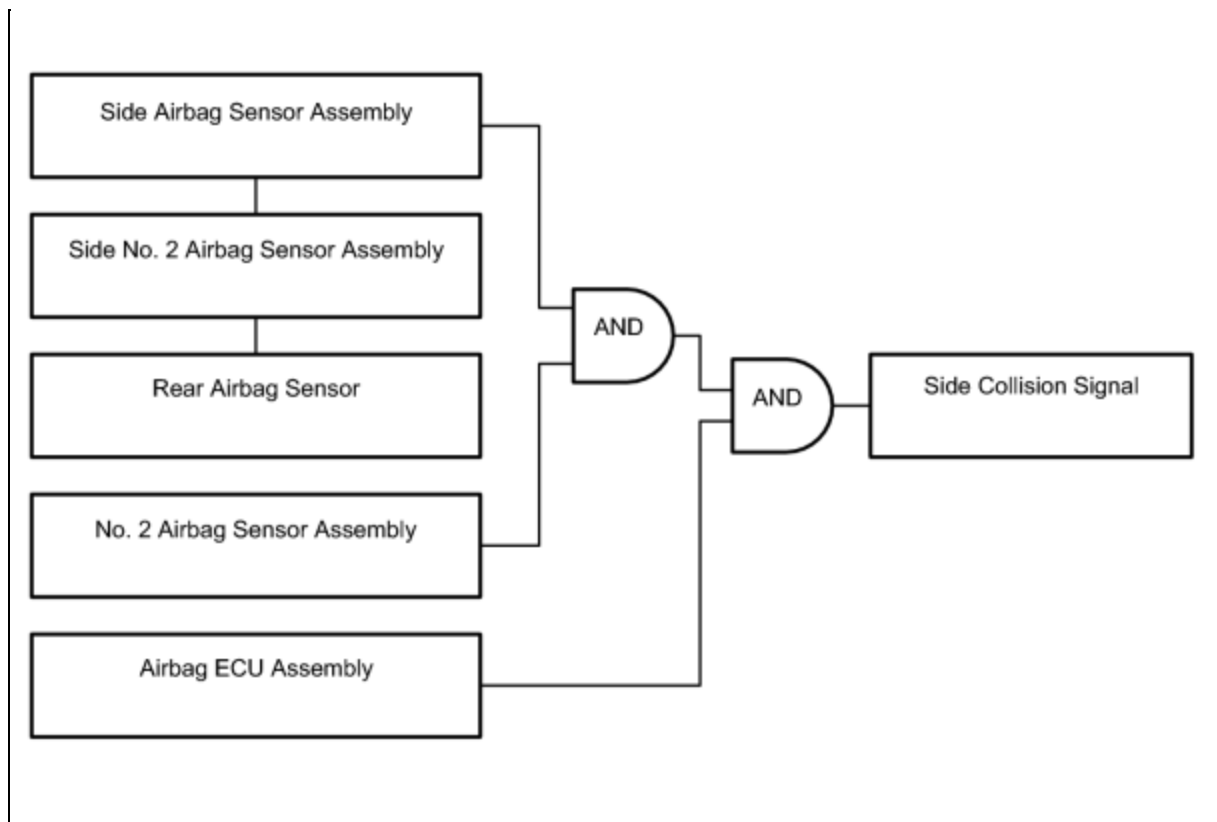 Side Airbag Sensor Assembly
Side No. 2 Airbag Sensor Assembly
Rear Airbag Sensor
No. 2 Airbag Sensor Assembly
Airbag ECU Assembly
AND
AND
Side Collision Signal